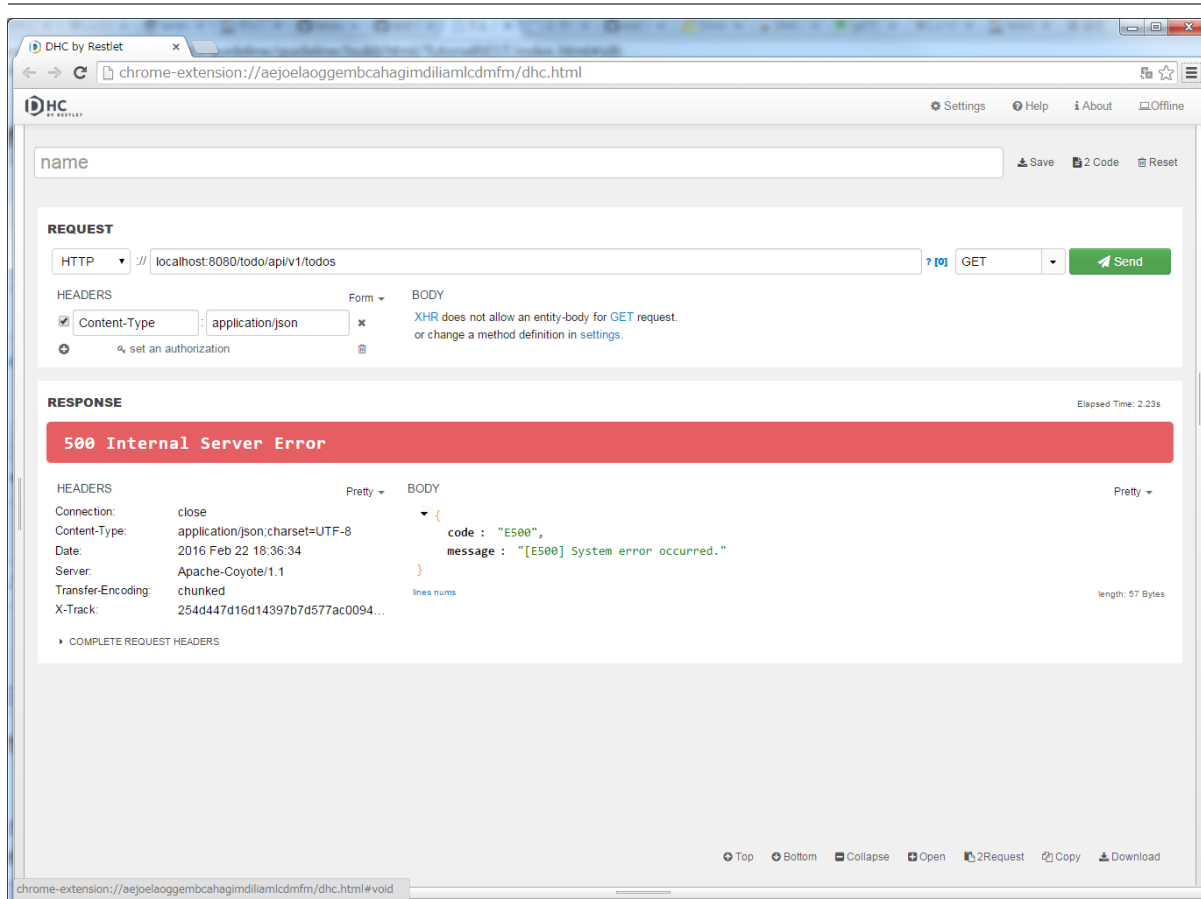 DHC by Restlet
chrome-extension://aejoelaoggembcahagimdiliamlcdmfm/dhc.html
DHC
BY RESTLET
Settings Help About Offline
name
Save 2 Code Reset
REQUEST
HTTP :// localhost:8080/todo/api/v1/todos ? [0] GET Send
HEADERS Form BODY
Content-Type : application/json XHR does not allow an entity-body for GET request.
or change a method definition in settings.
set an authorization
RESPONSE Elapsed Time: 2.23s
500 Internal Server Error
HEADERS Pretty BODY Pretty
Connection: close {
Content-Type: application/json;charset=UTF-8 code : "E500",
Date: 2016 Feb 22 18:36:34 message : "[E500] System error occurred."
Server: Apache-Coyote/1.1 }
Transfer-Encoding: chunked lines nums length: 57 Bytes
X-Track: 254d447d16d14397b7d577ac0094...
COMPLETE REQUEST HEADERS
Top Bottom Collapse Open 2Request Copy Download
chrome-extension://aejoelaoggembcahagimdiliamlcdmfm/dhc.html#void